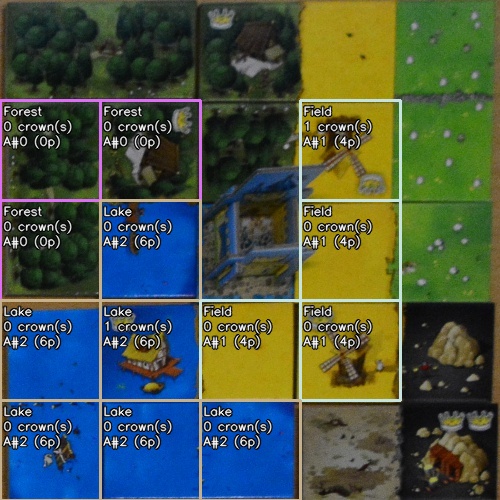 Forest
0 crown(s)
A#0 (0p)
Forest
0 crown(s)
A#0 (0p)
Field
1 crown(s)
A#1 (4p)
Forest
0 crown(s)
A#0 (0p)
Lake
0 crown(s)
A#2 (6p)
Field
0 crown(s)
A#1 (4p)
Lake
0 crown(s)
A#2 (6p)
Lake
1 crown(s)
A#2 (6p)
Field
0 crown(s)
A#1 (4p)
Field
0 crown(s)
A#1 (4p)
Lake
0 crown(s)
A#2 (6p)
Lake
0 crown(s)
A#2 (6p)
Lake
0 crown(s)
A#2 (6p)